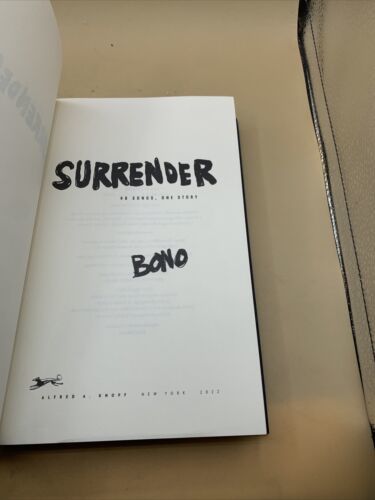 SURRENDER
40 SONGS, ONE STORY
BONO
ALFRED A. KNOPF NEW YORK 2022